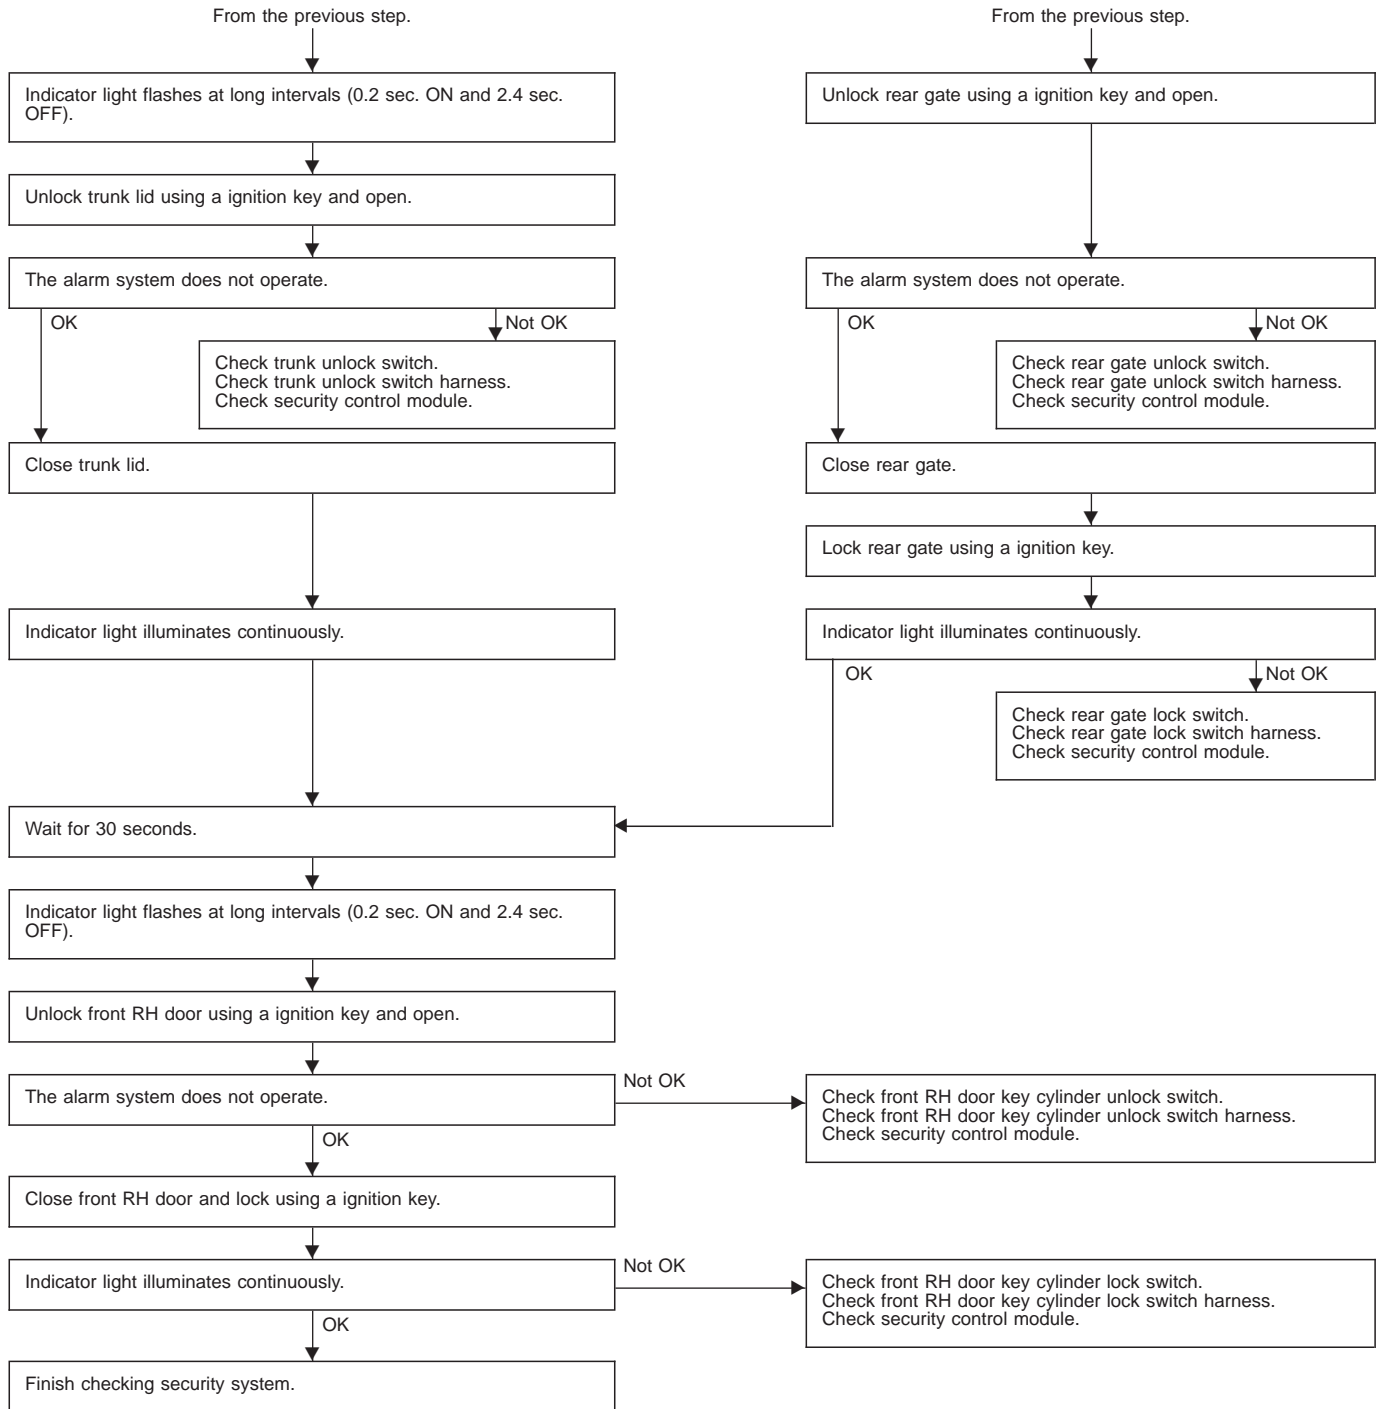 From the previous step.
From the previous step.
Indicator light flashes at long intervals (0.2 sec. ON and 2.4 sec.
OFF).
Unlock rear gate using a ignition key and open.
Unlock trunk lid using a ignition key and open.
The alarm system does not operate.
The alarm system does not operate.
OK
Not OK
OK
Not OK
Check trunk unlock switch.
Check trunk unlock switch harness.
Check security control module.
Check rear gate unlock switch.
Check rear gate unlock switch harness.
Check security control module.
Close trunk lid.
Close rear gate.
Lock rear gate using a ignition key.
Indicator light illuminates continuously.
Indicator light illuminates continuously.
OK
Not OK
Check rear gate lock switch.
Check rear gate lock switch harness.
Check security control module.
Wait for 30 seconds.
Indicator light flashes at long intervals (0.2 sec. ON and 2.4 sec.
OFF).
Unlock front RH door using a ignition key and open.
The alarm system does not operate.
Not OK
Check front RH door key cylinder unlock switch.
Check front RH door key cylinder unlock switch harness.
Check security control module.
OK
Close front RH door and lock using a ignition key.
Indicator light illuminates continuously.
Not OK
Check front RH door key cylinder lock switch.
Check front RH door key cylinder lock switch harness.
Check security control module.
OK
Finish checking security system.